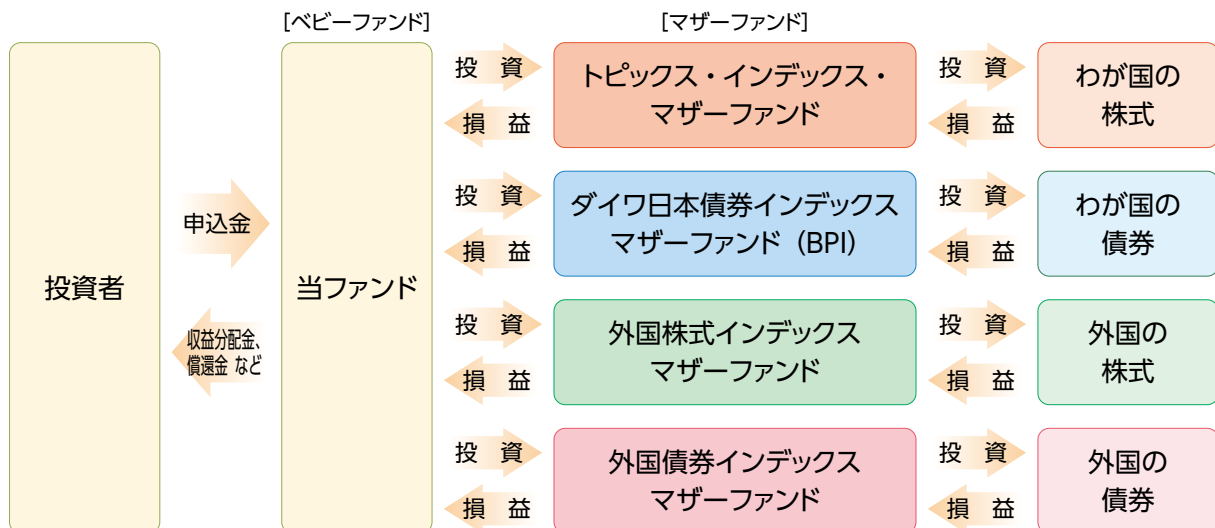 [ベビーファンド]
[マザーファンド]
投資者
申込金
収益分配金、
償還金 など
当ファンド
投 資
損 益
トピックス・インデックス・
マザーファンド
投 資
損 益
わが国の
株式
投 資
損 益
ダイワ日本債券インデックス
マザーファンド（BPI）
投 資
損 益
わが国の
債券
投 資
損 益
外国株式インデックス
マザーファンド
投 資
損 益
外国の
株式
投 資
損 益
外国債券インデックス
マザーファンド
投 資
損 益
外国の
債券